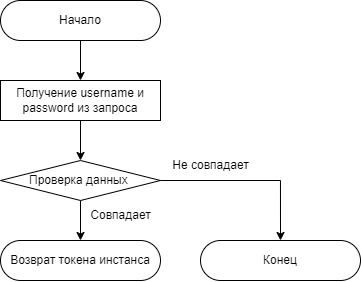 Начало
Получение username и
password из запроса
Не совпадает
Проверка данных
Совпадает
Возврат токена инстанса
Конец